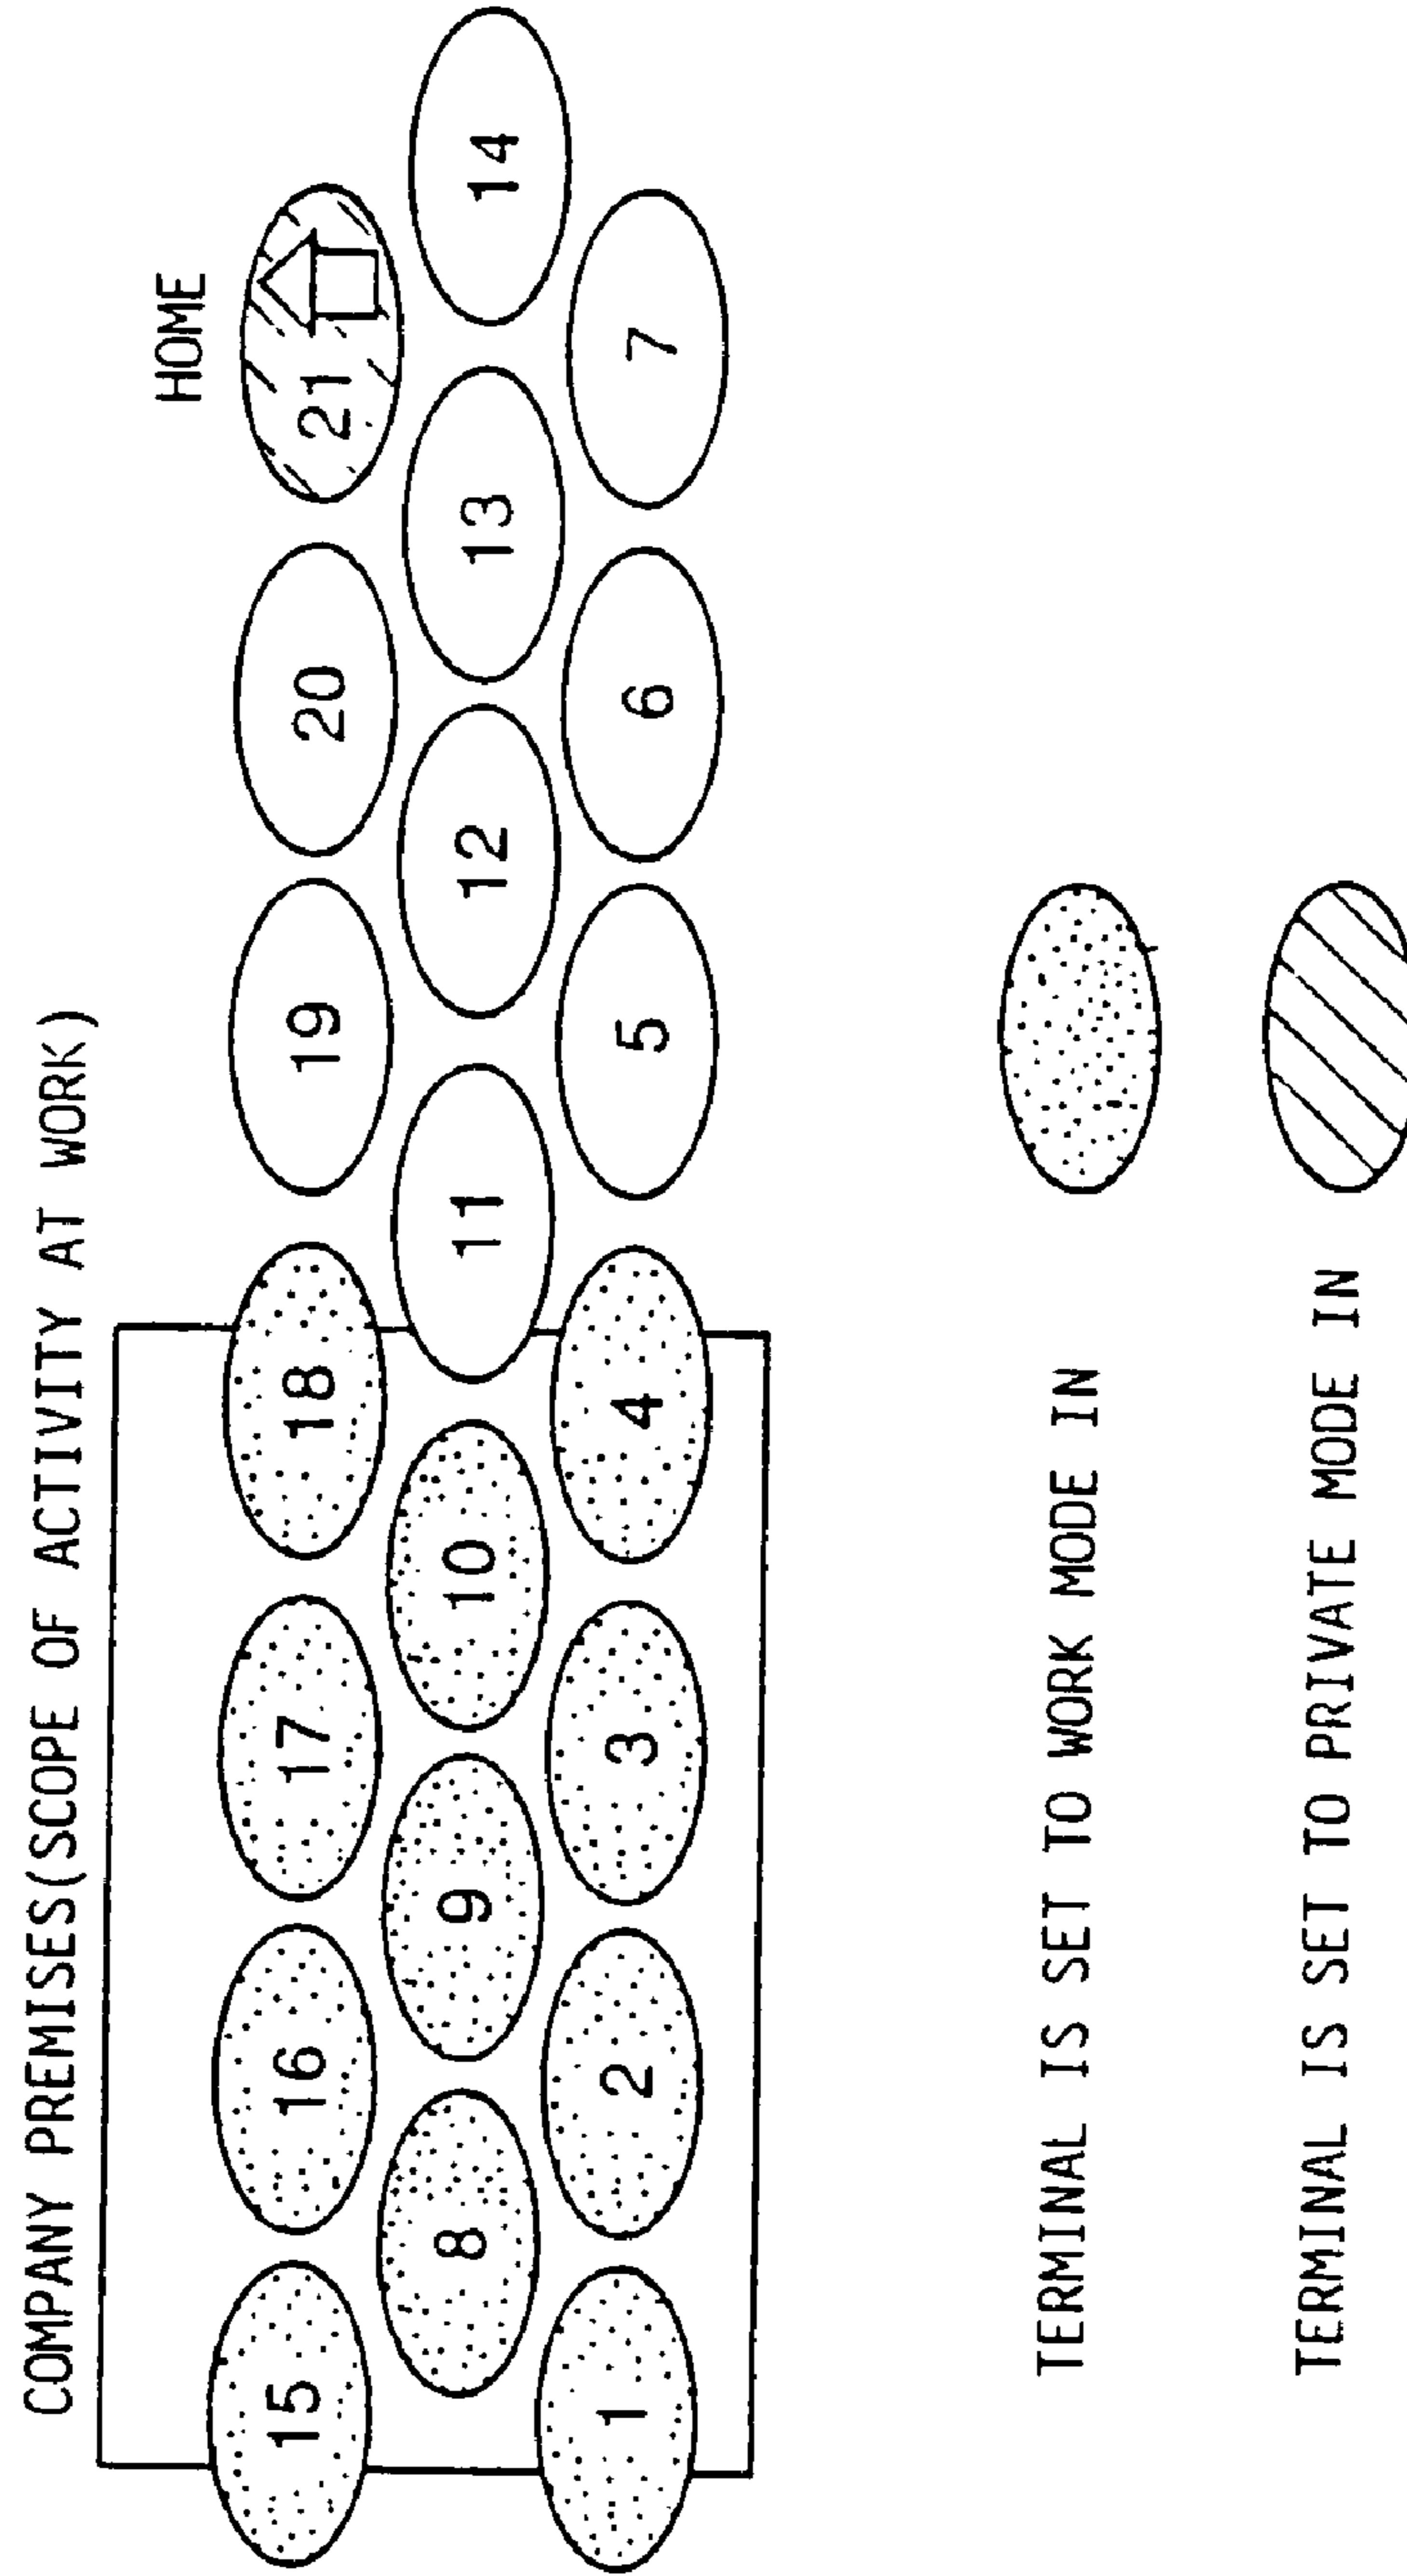 COMPANY PREMISES(SCOPE OF ACTIVITY AT WORK)
HOME
15 16 17 18 19 20 21
8 9 10 11 12 13 14
1 2 3 4 5 6 7
TERMINAL IS SET TO WORK MODE IN
TERMINAL IS SET TO PRIVATE MODE IN